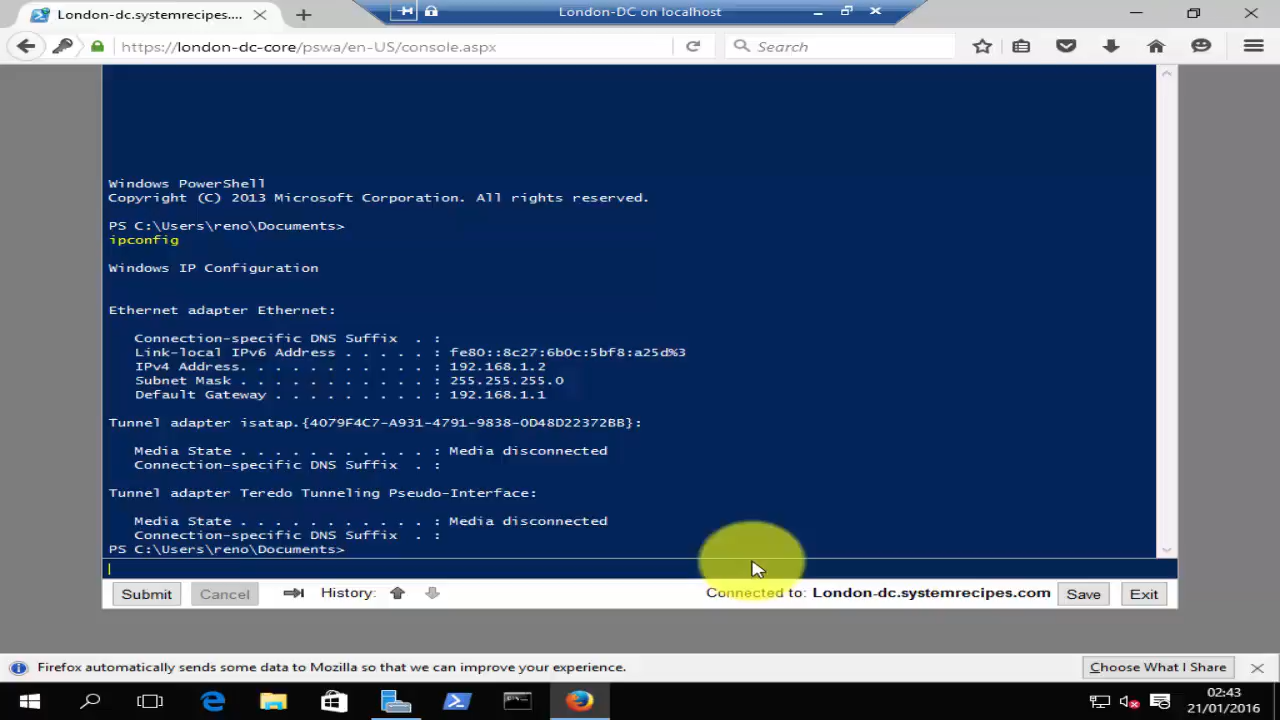 London-dc.systemrecipes....
London-DC on localhost
https://london-dc-core/pswa/en-US/console.aspx
Search
Windows PowerShell
Copyright (C) 2013 Microsoft Corporation. All rights reserved.
PS C:\Users\reno\Documents>
ipconfig
Windows IP Configuration
Ethernet adapter Ethernet:
Connection-specific DNS Suffix . :
Link-local IPv6 Address . . . . . : fe80::8c27:6b0c:5bf8:a25d%3
IPv4 Address. . . . . . . . . . . : 192.168.1.2
Subnet Mask . . . . . . . . . . . : 255.255.255.0
Default Gateway . . . . . . . . . : 192.168.1.1
Tunnel adapter isatap.{4079F4C7-A931-4791-9838-0D48D22372BB}:
Media State . . . . . . . . . . . : Media disconnected
Connection-specific DNS Suffix . :
Tunnel adapter Teredo Tunneling Pseudo-Interface:
Media State . . . . . . . . . . . : Media disconnected
Connection-specific DNS Suffix . :
PS C:\Users\reno\Documents>
Submit Cancel History: Connected to: London-dc.systemrecipes.com Save Exit
Firefox automatically sends some data to Mozilla so that we can improve your experience. Choose What I Share
02:43
21/01/2016